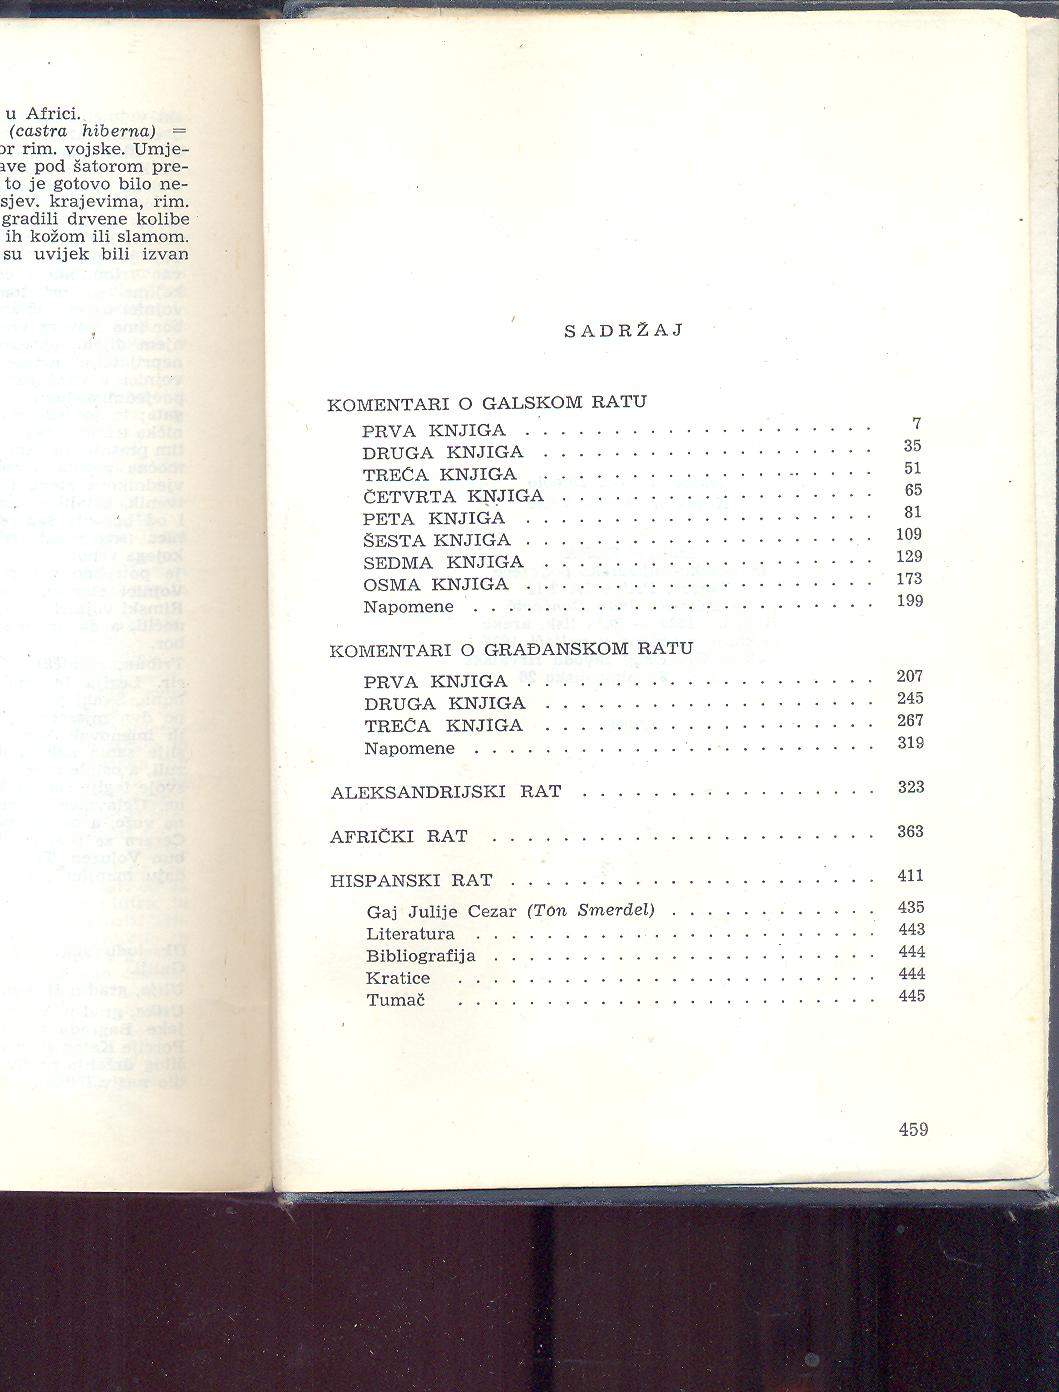 u Africi.
(castra hiberna) =
rim. vojske. Umje-
pod šatorom pre-
to je gotovo bilo ne-
sjev. krajevima, rim.
gradili drvene kolibe
ih kožom ili slamom.
su uvijek bili izvan
SADRŽAJ
KOMENTARI O GALSKOM RATU
PRVA KNJIGA . . . . . . . . . . . . . . . . . . . . 7
DRUGA KNJIGA . . . . . . . . . . . . . . . . . . . 35
TREĆA KNJIGA . . . . . . . . . . . . . . . . . . . 51
ČETVRTA KNJIGA . . . . . . . . . . . . . . . . . . 65
PETA KNJIGA . . . . . . . . . . . . . . . . . . . . 81
ŠESTA KNJIGA . . . . . . . . . . . . . . . . . . . . 109
SEDMA KNJIGA . . . . . . . . . . . . . . . . . . . 129
OSMA KNJIGA . . . . . . . . . . . . . . . . . . . . 173
Napomene . . . . . . . . . . . . . . . . . . . . . . . 199
KOMENTARI O GRAĐANSKOM RATU
PRVA KNJIGA . . . . . . . . . . . . . . . . . . . . 207
DRUGA KNJIGA . . . . . . . . . . . . . . . . . . . 245
TREĆA KNJIGA . . . . . . . . . . . . . . . . . . . 267
Napomene . . . . . . . . . . . . . . . . . . . . . . . 319
ALEKSANDRIJSKI RAT . . . . . . . . . . . . . . . . . 323
AFRIČKI RAT . . . . . . . . . . . . . . . . . . . . . . 363
HISPANSKI RAT . . . . . . . . . . . . . . . . . . . . . 411
Gaj Julije Cezar (Ton Smerdel) . . . . . . . . . . . . 435
Literatura . . . . . . . . . . . . . . . . . . . . . . . 443
Bibliografija . . . . . . . . . . . . . . . . . . . . . . 444
Kratice . . . . . . . . . . . . . . . . . . . . . . . . 444
Tumač . . . . . . . . . . . . . . . . . . . . . . . . 445
459